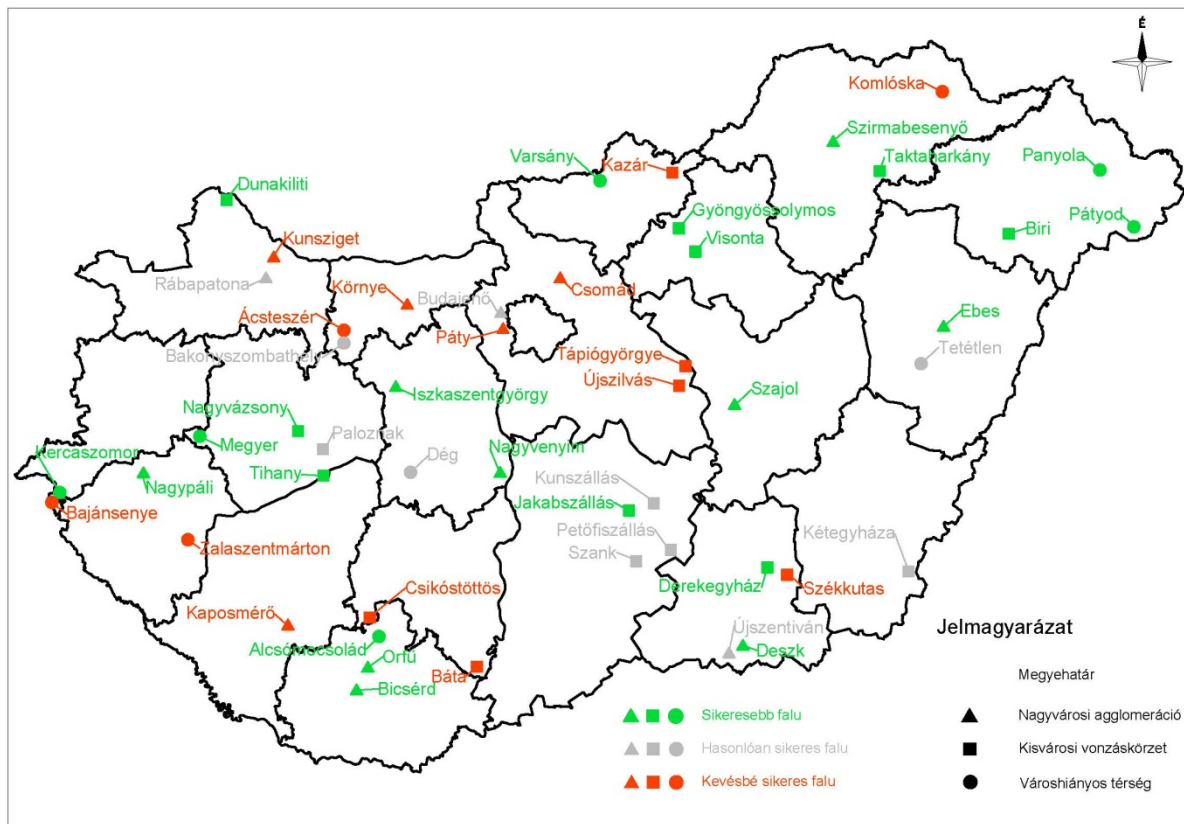 É
Komlóska
Szirmabesenyő
Varsány
Kazár
Taktaharkány
Panyola
Dunakiliti
Gyöngyössolymos
Pátyod
Biri
Visonta
Kunsziget
Rábapatona
Környe
Budajenő
Csomád
Ácsteszér
Páty
Ebes
Bakonyszombathely
Tápiógyörgye
Tetétlen
Újszilvás
Iszkaszentgyörgy
Szajol
Nagyvázsony
Megyer
Paloznak
Kercaszomor
Nagyvenyim
Dég
Tihany
Nagypáli
Kunszállás
Jakabszállás
Bajánsenye
Petőfiszállás
Zalaszentmárton
Szank
Kétegyháza
Csikóstöttös
Derekegyház
Székkutas
Kaposmérő
Újszentiván
Alcsómocsolád
Deszk
Orfű
Báta
Bicsérd
Jelmagyarázat
Megyehatár
Sikeresebb falu
Nagyvárosi agglomeráció
Hasonlóan sikeres falu
Kisvárosi vonzáskörzet
Kevésbé sikeres falu
Városhiányos térség